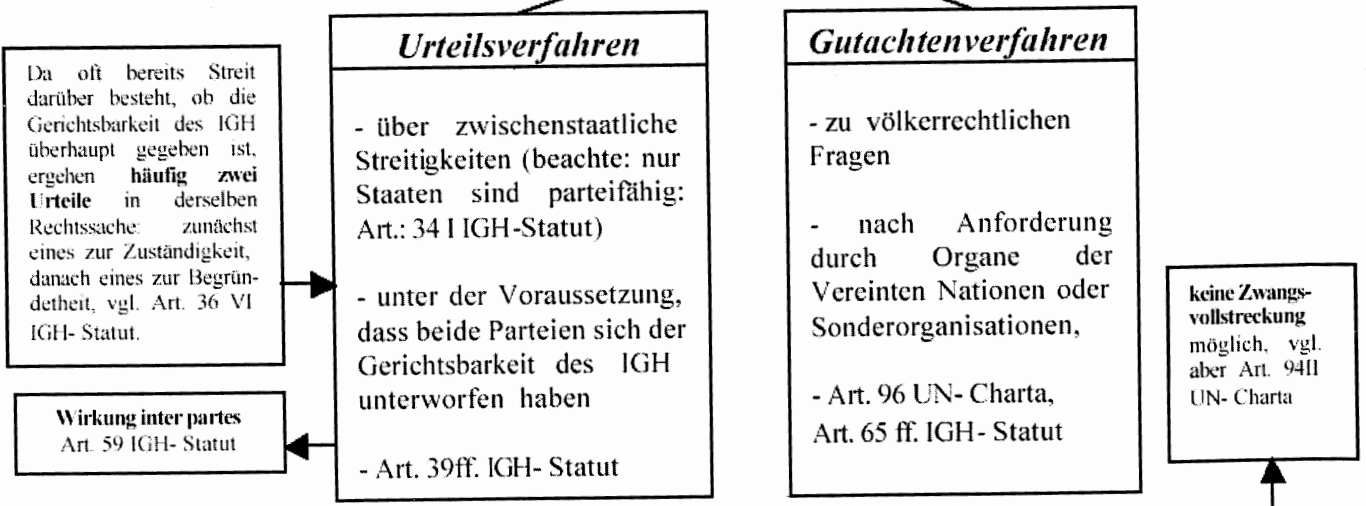 Da oft bereits Streit
darüber besteht, ob die
Gerichtsbarkeit des IGH
überhaupt gegeben ist,
ergehen häufig zwei
Urteile in derselben
Rechtssache: zunächst
eines zur Zuständigkeit,
danach eines zur Begrün-
detheit, vgl. Art. 36 VI
IGH- Statut.
Wirkung inter partes
Art. 59 IGH- Statut
Urteilsverfahren
- über zwischenstaatliche
Streitigkeiten (beachte: nur
Staaten sind parteifähig:
Art.: 34 I IGH-Statut)
- unter der Voraussetzung,
dass beide Parteien sich der
Gerichtsbarkeit des IGH
unterworfen haben
- Art. 39ff. IGH- Statut
Gutachtenverfahren
- zu völkerrechtlichen
Fragen
- nach Anforderung
durch Organe der
Vereinten Nationen oder
Sonderorganisationen,
- Art. 96 UN- Charta,
Art. 65 ff. IGH- Statut
keine Zwangs-
vollstreckung
möglich, vgl.
aber Art. 94II
UN- Charta